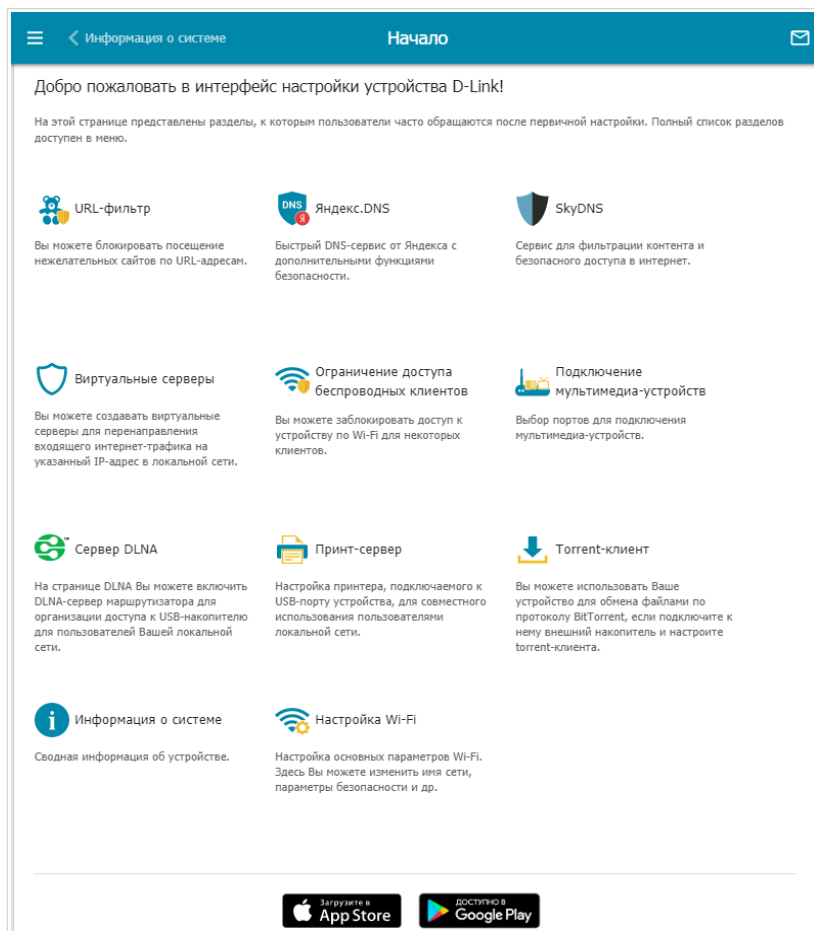 Информация о системе
Начало
Добро пожаловать в интерфейс настройки устройства D-Link!
На этой странице представлены разделы, к которым пользователи часто обращаются после первичной настройки. Полный список разделов
доступен в меню.
URL-фильтр
Вы можете блокировать посещение
нежелательных сайтов по URL-адресам.
DNS
Я
Яндекс.DNS
Быстрый DNS-сервис от Яндекса с
дополнительными функциями
безопасности.
SkyDNS
Сервис для фильтрации контента и
безопасного доступа в интернет.
Виртуальные серверы
Вы можете создавать виртуальные
серверы для перенаправления
входящего интернет-трафика на
указанный IP-адрес в локальной сети.
Ограничение доступа
беспроводных клиентов
Вы можете заблокировать доступ к
устройству по Wi-Fi для некоторых
клиентов.
Подключение
мультимедиа-устройств
Выбор портов для подключения
мультимедиа-устройств.
Сервер DLNA
На странице DLNA Вы можете включить
DLNA-сервер маршрутизатора для
организации доступа к USB-накопителю
для пользователей Вашей локальной
сети.
Принт-сервер
Настройка принтера, подключаемого к
USB-порту устройства, для совместного
использования пользователями
локальной сети.
Torrent-клиент
Вы можете использовать Ваше
устройство для обмена файлами по
протоколу BitTorrent, если подключите к
нему внешний накопитель и настроите
torrent-клиента.
Информация о системе
Сводная информация об устройстве.
Настройка Wi-Fi
Настройка основных параметров Wi-Fi.
Здесь Вы можете изменить имя сети,
параметры безопасности и др.
Загрузите в
App Store
ДОСТУПНО В
Google Play